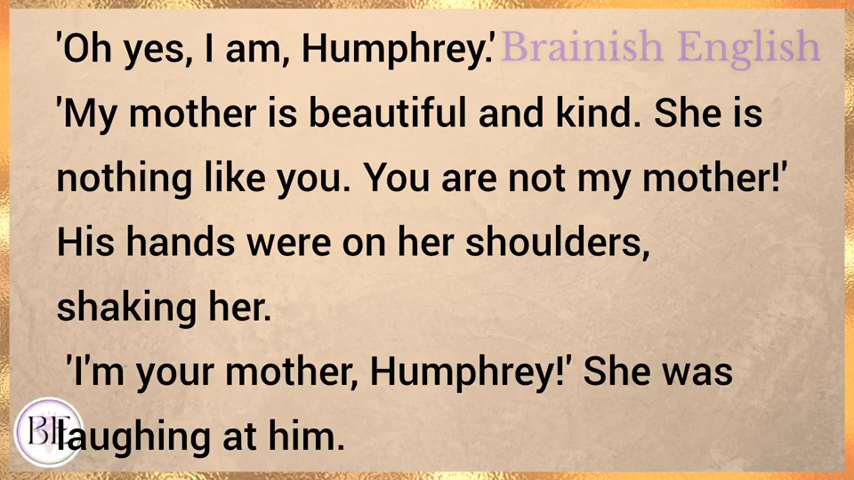 'Oh yes, I am, Humphrey.' Brainish English
'My mother is beautiful and kind. She is
nothing like you. You are not my mother!'
His hands were on her shoulders,
shaking her.
'I'm your mother, Humphrey!' She was
laughing at him.
BE